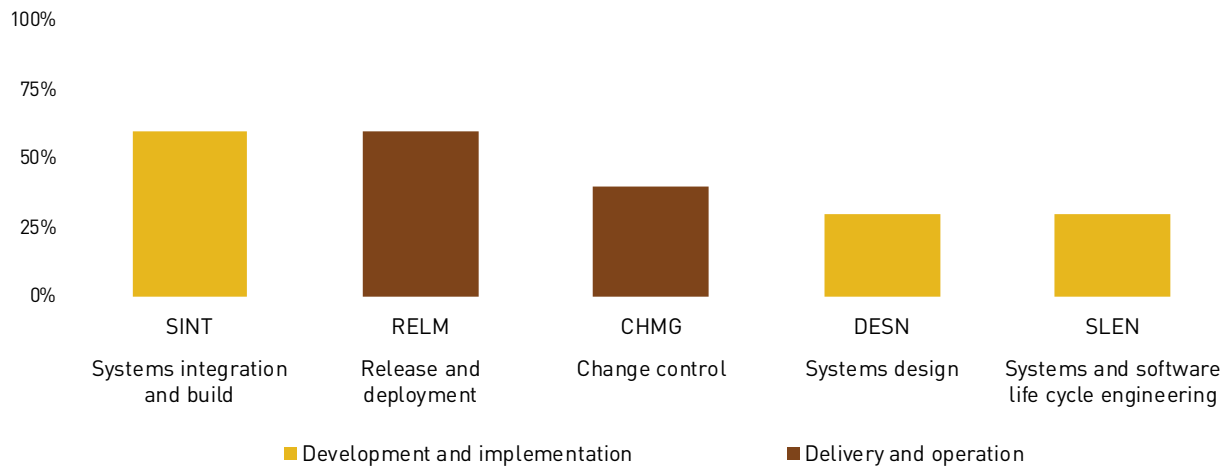 100%
75%
50%
25%
0%
SINT
RELM
CHMG
DESN
SLEN
Systems integration
and build
Release and
deployment
Change control
Systems design
Systems and software
life cycle engineering
Development and implementation
Delivery and operation